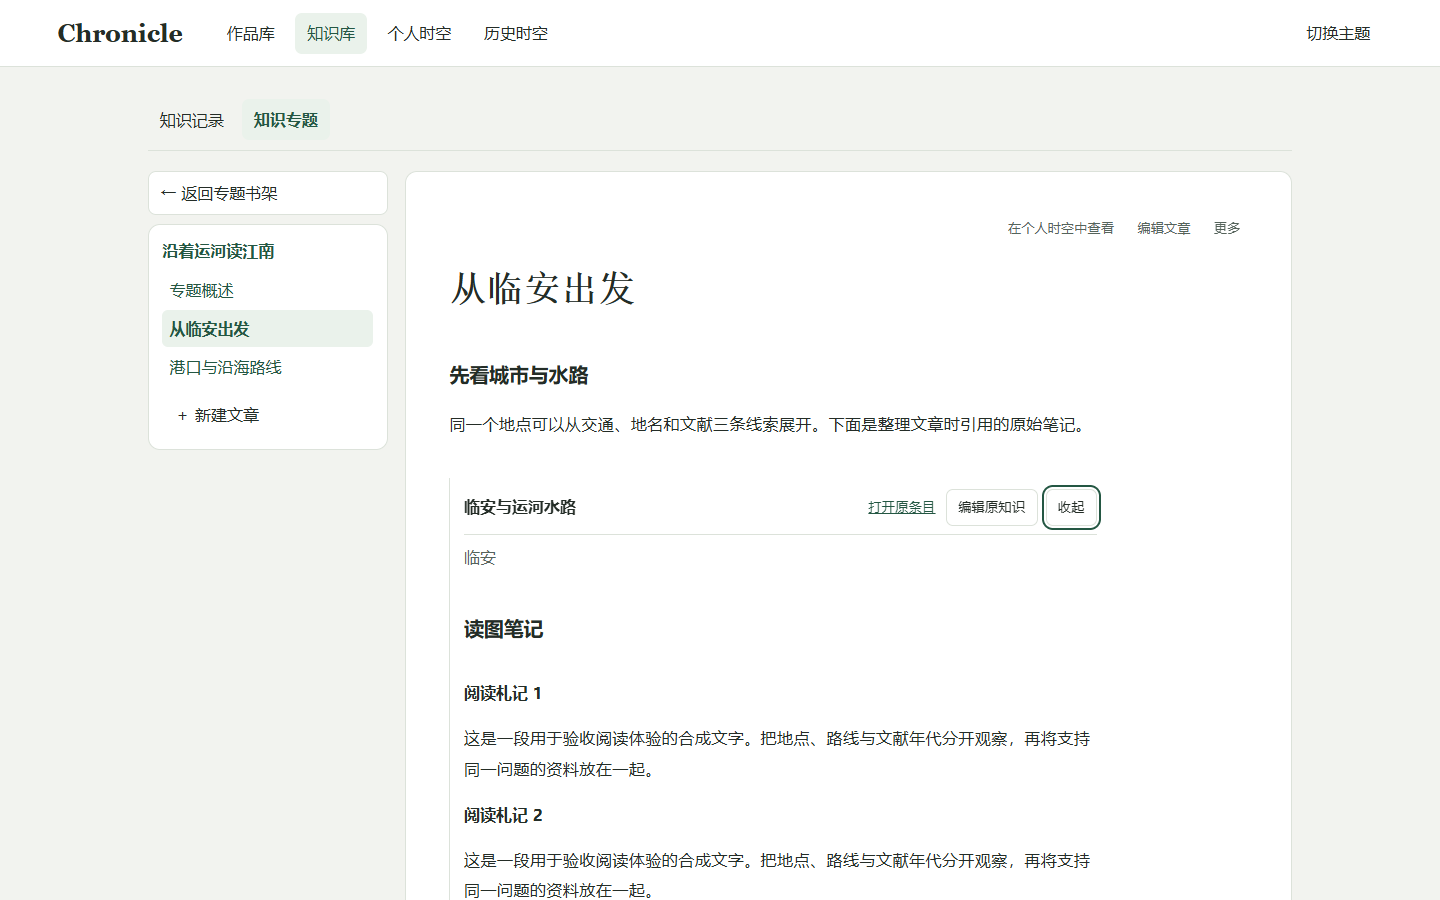 Chronicle
作品库
知识库
个人时空
历史时空
切换主题
知识记录
知识专题
← 返回专题书架
沿着运河读江南
专题概述
从临安出发
港口与沿海路线
+ 新建文章
在个人时空中查看
编辑文章
更多
从临安出发
先看城市与水路
同一个地点可以从交通、地名和文献三条线索展开。下面是整理文章时引用的原始笔记。
临安与运河水路
打开原条目
编辑原知识
收起
临安
读图笔记
阅读札记 1
这是一段用于验收阅读体验的合成文字。把地点、路线与文献年代分开观察，再将支持
同一问题的资料放在一起。
阅读札记 2
这是一段用于验收阅读体验的合成文字。把地点、路线与文献年代分开观察，再将支持
同一问题的资料放在一起。